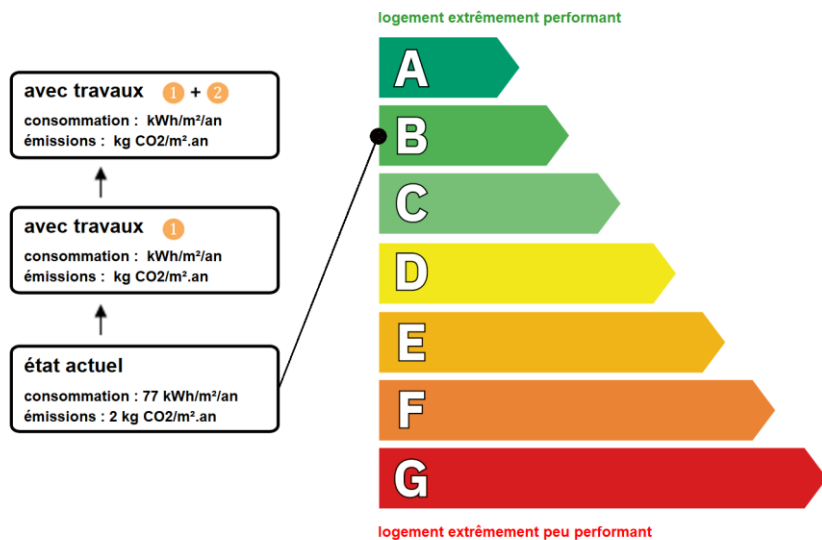 logement extrêmement performant
avec travaux 1 + 2
consommation : kWh/m²/an
émissions : kg CO2/m².an
avec travaux 1
consommation : kWh/m²/an
émissions : kg CO2/m².an
état actuel
consommation : 77 kWh/m²/an
émissions : 2 kg CO2/m².an
A
B
C
D
E
F
G
logement extrêmement peu performant